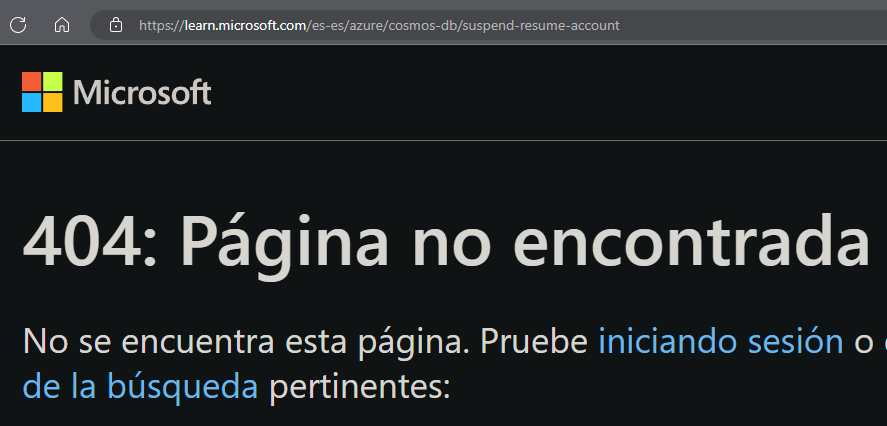 https://learn.microsoft.com/es-es/azure/cosmos-db/suspend-resume-account
Microsoft
404: Página no encontrada
No se encuentra esta página. Pruebe iniciando sesión o
de la búsqueda pertinentes: